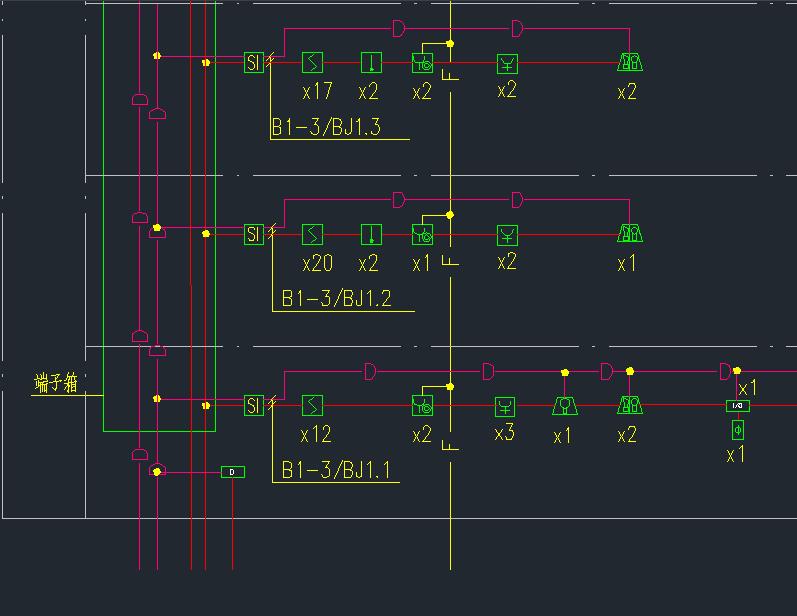 D D
SI F
x17 x2 x2 x2 x2
D
B1-3/BJ1.3
D D
D
SI F
x20 x2 x1 x2 x1
B1-3/BJ1.2
D D D D
端子箱
x1
SI I/O
x12 x2 F x3 x1 x2 x1
B1-3/BJ1.1
D